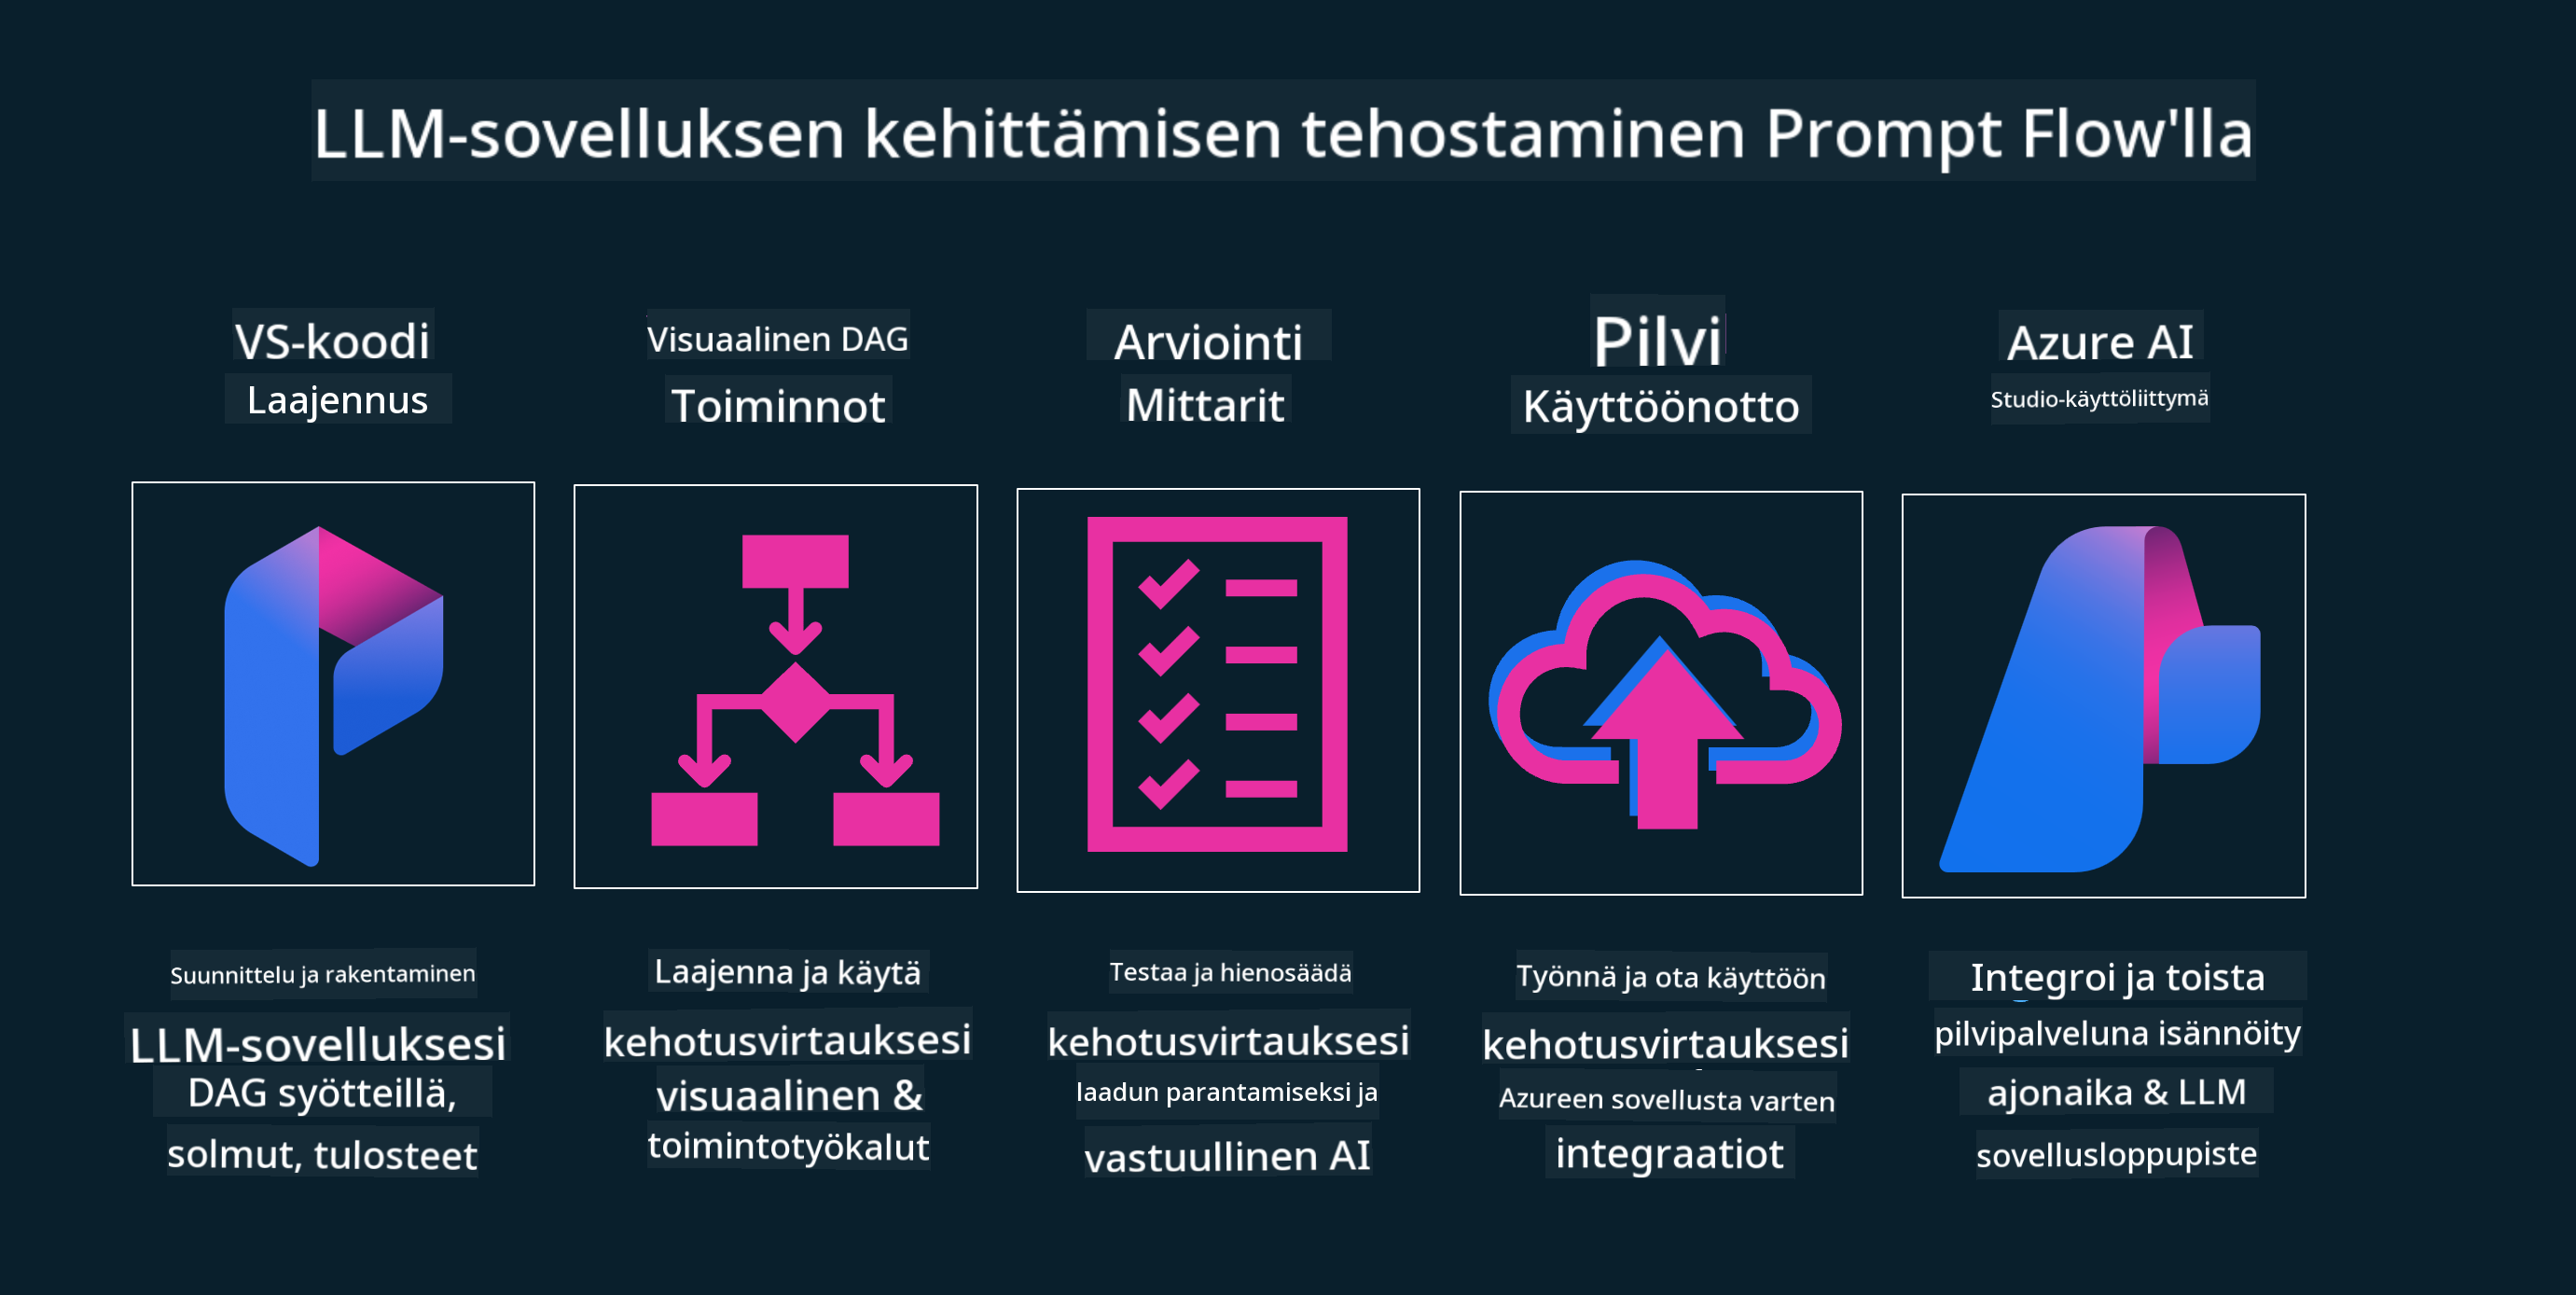 LLM-sovelluksen kehittämisen tehostaminen Prompt Flow'lla
VS-koodi
Laajennus
Visuaalinen DAG
Toiminnot
Arviointi
Mittarit
Pilvi
Käyttöönotto
Azure AI
Studio-käyttöliittymä
Suunnittelu ja rakentaminen
LLM-sovelluksesi
DAG syötteillä,
solmut, tulosteet
Laajenna ja käytä
kehotusvirtauksesi
visuaalinen &
toimintotyökalut
Testaa ja hienosäädä
kehotusvirtauksesi
laadun parantamiseksi ja
vastuullinen AI
Työnnä ja ota käyttöön
kehotusvirtauksesi
Azureen sovellusta varten
integraatiot
Integroi ja toista
pilvipalveluna isännöity
ajonaika & LLM
sovellusloppupiste